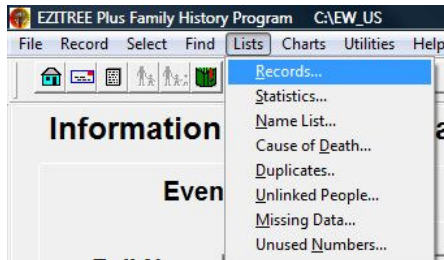 EZITREE Plus Family History Program C:\EW_US
File Record Select Find Lists Charts Utilities Help
Records...
Statistics...
Name List...
Cause of Death...
Duplicates..
Unlinked People...
Missing Data...
Unused Numbers...
Information
Even